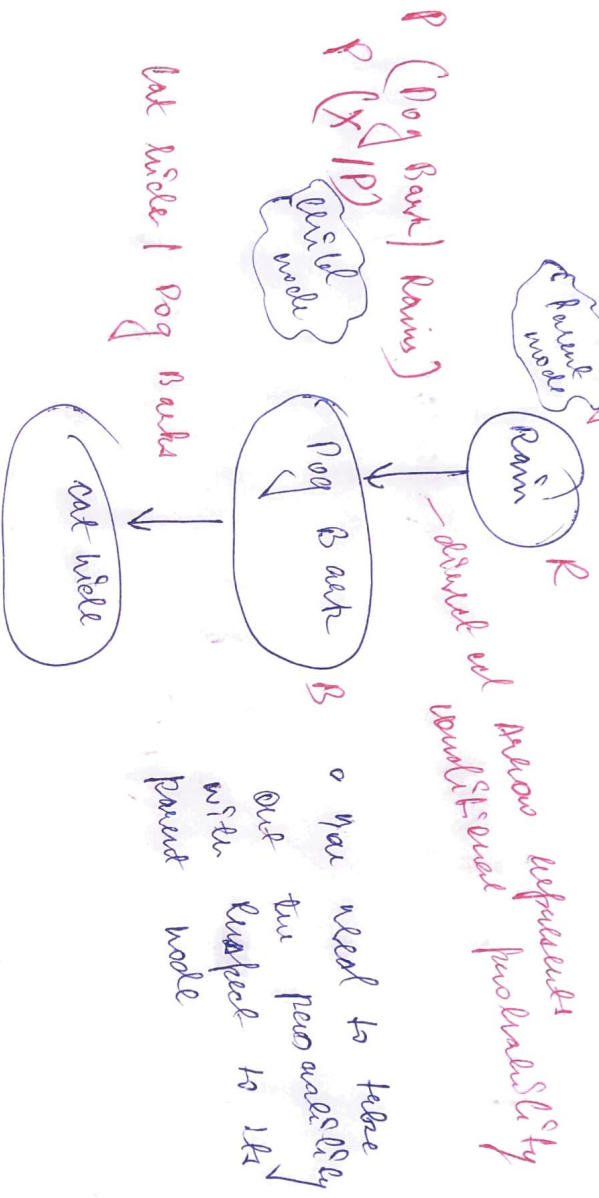 Parent
node
Rain
R
P (Dog Bark / Rains)
P (x / P)
directed Arrow represents
conditional probability
child
node
Dog Bark
B
• You need to take
out the probability
with respect to its
parent node
Cat hide / Dog Barks
cat hide